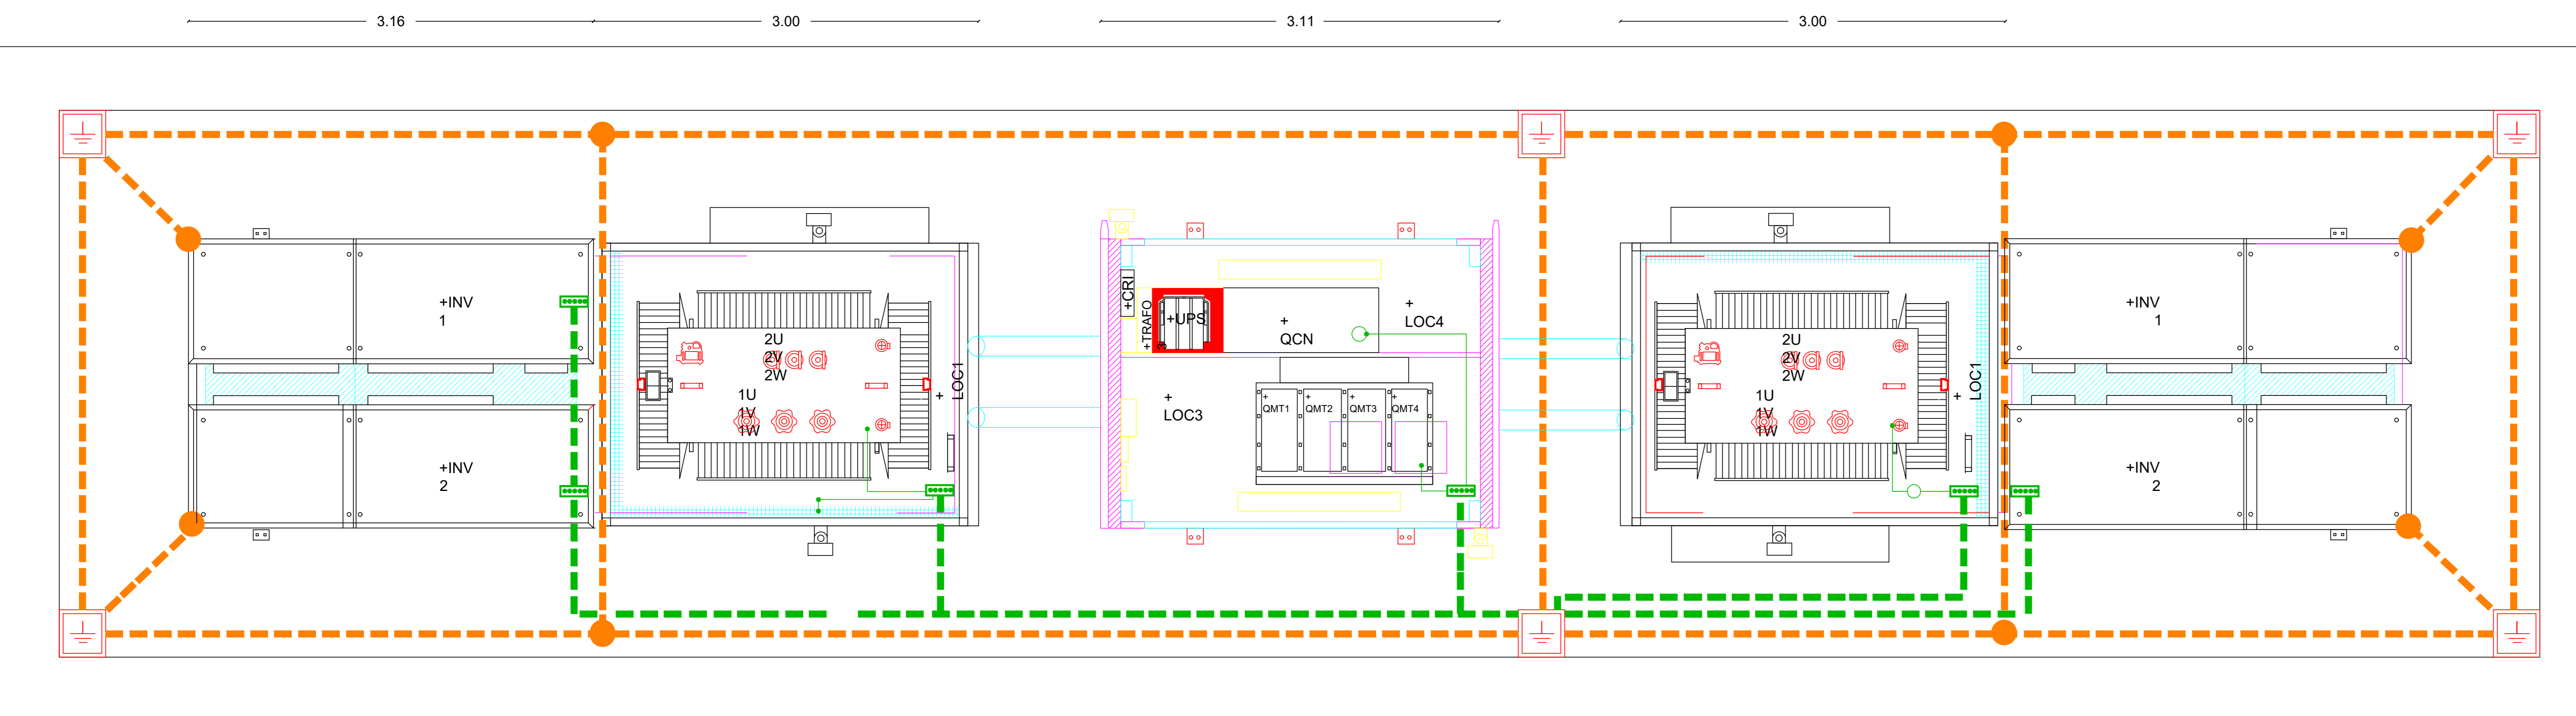 3.16
3.00
3.11
3.00
+INV
1
+INV
2
2U
2V
2W
1U
1V
1W
+
LOC1
+CRI
+TRAFO
+UPS
+
QCN
+
LOC4
+
LOC3
+
QMT1
+
QMT2
+
QMT3
+
QMT4
2U
2V
2W
1U
1V
1W
+
LOC1
+INV
1
+INV
2